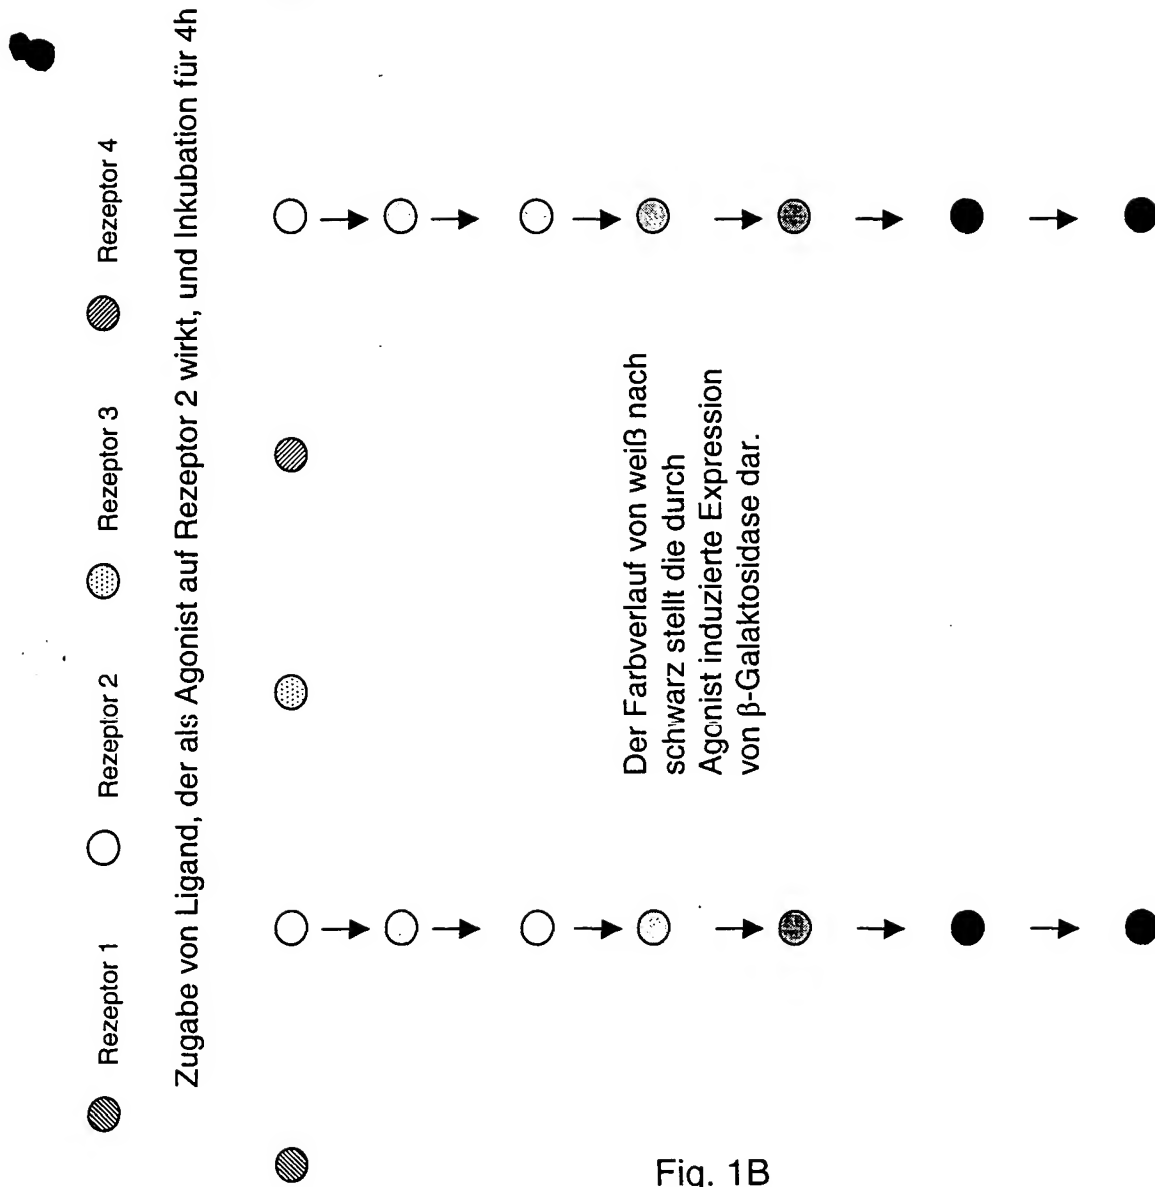 Rezeptor 1 Rezeptor 2 Rezeptor 3 Rezeptor 4
Zugabe von Ligand, der als Agonist auf Rezeptor 2 wirkt, und Inkubation für 4h
Der Farbverlauf von weiß nach
schwarz stellt die durch
Agonist induzierte Expression
von β-Galaktosidase dar.
Fig. 1B